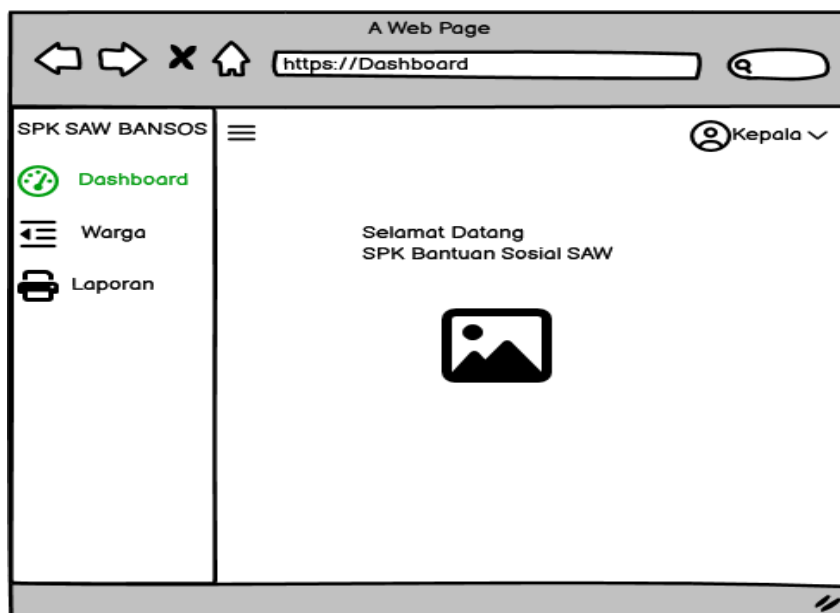 A Web Page
https://Dashboard
SPK SAW BANSOS
Kepala
Dashboard
Warga
Laporan
Selamat Datang
SPK Bantuan Sosial SAW